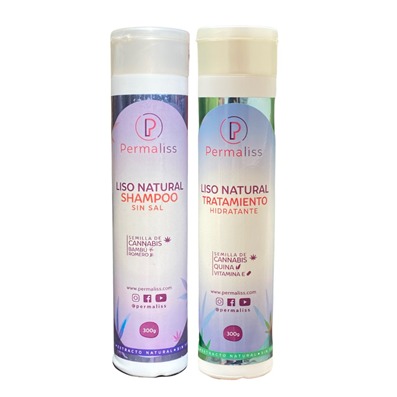 Permaliss
LISO NATURAL
SHAMPOO
SIN SAL
SEMILLA DE
CANNABIS
BAMBÚ
ROMERO
www.permaliss.com
@permaliss
300g
Permaliss
LISO NATURAL
TRATAMIENTO
HIDRATANTE
SEMILLA DE
CANNABIS
QUINA
VITAMINA E
www.permaliss.com
@permaliss
300g